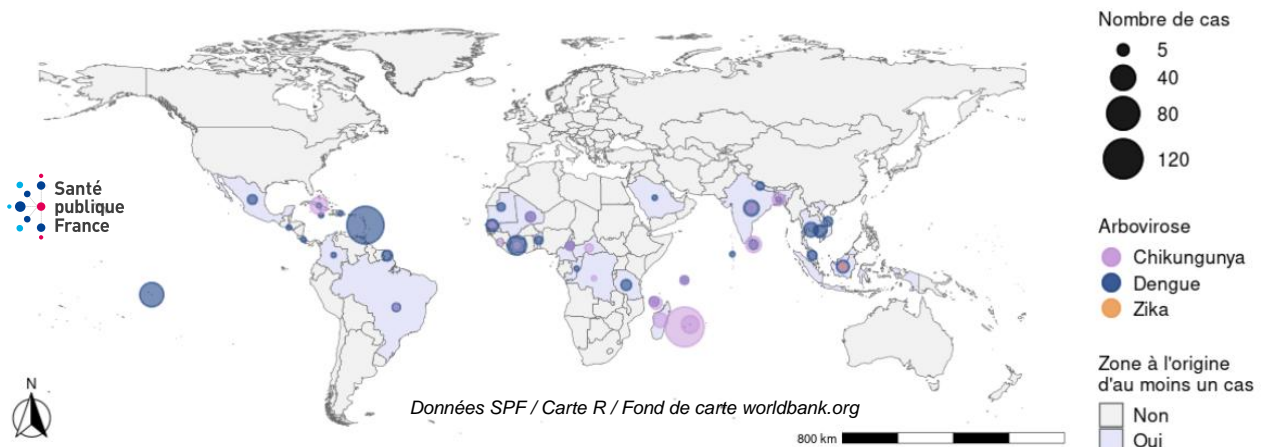 Nombre de cas
5
40
80
120
Santé
publique
France
Arbovirose
Chikungunya
Dengue
Zika
Zone à l'origine
d'au moins un cas
Non
Oui
N
Données SPF / Carte R / Fond de carte worldbank.org
800 km